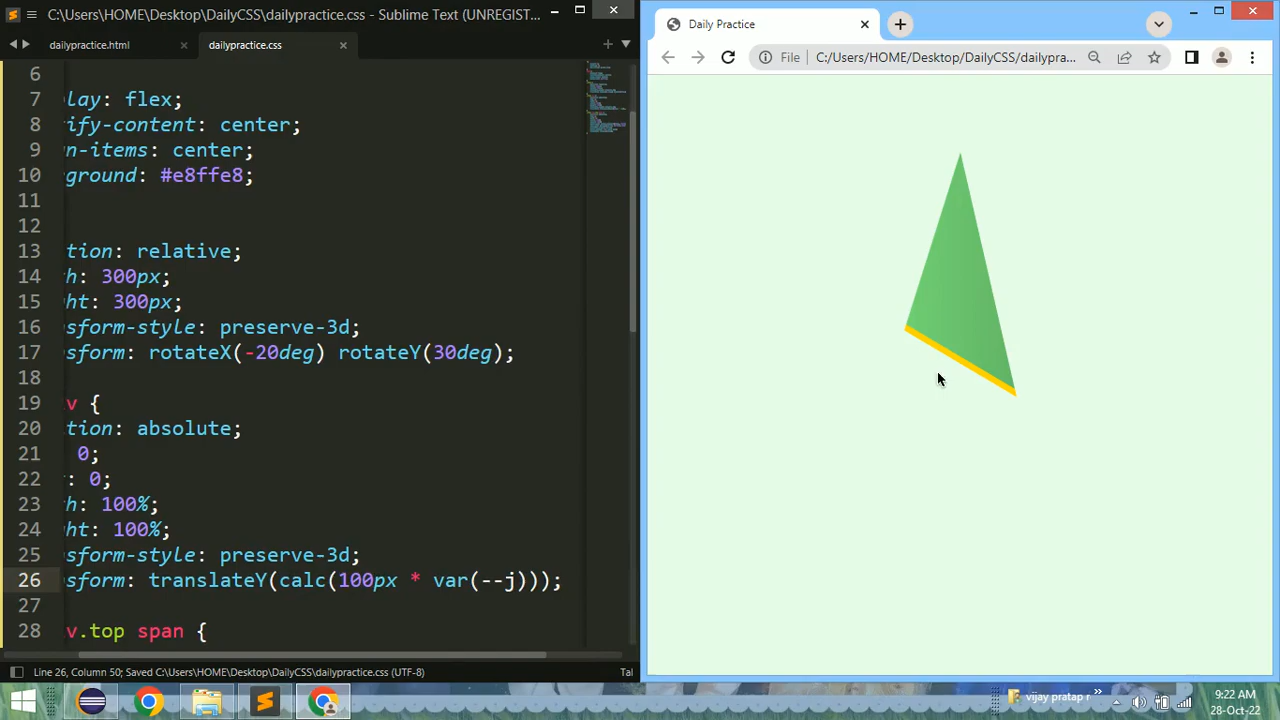 C:\Users\HOME\Desktop\DailyCSS\dailypractice.css - Sublime Text (UNREGIST...
dailypractice.html
dailypractice.css
6
7 play: flex;
8 ify-content: center;
9 n-items: center;
10 ground: #e8ffe8;
11
12
13 tion: relative;
14 h: 300px;
15 ht: 300px;
16 sform-style: preserve-3d;
17 sform: rotateX(-20deg) rotateY(30deg);
18
19 v {
20 tion: absolute;
21 0;
22 : 0;
23 h: 100%;
24 ht: 100%;
25 sform-style: preserve-3d;
26 sform: translateY(calc(100px * var(--j)));
27
28 v.top span {
Line 26, Column 50; Saved C:\Users\HOME\Desktop\DailyCSS\dailypractice.css (UTF-8)
Tal
Daily Practice
File
C:/Users/HOME/Desktop/DailyCSS/dailypra...
vijay pratap r
9:22 AM
28-Oct-22